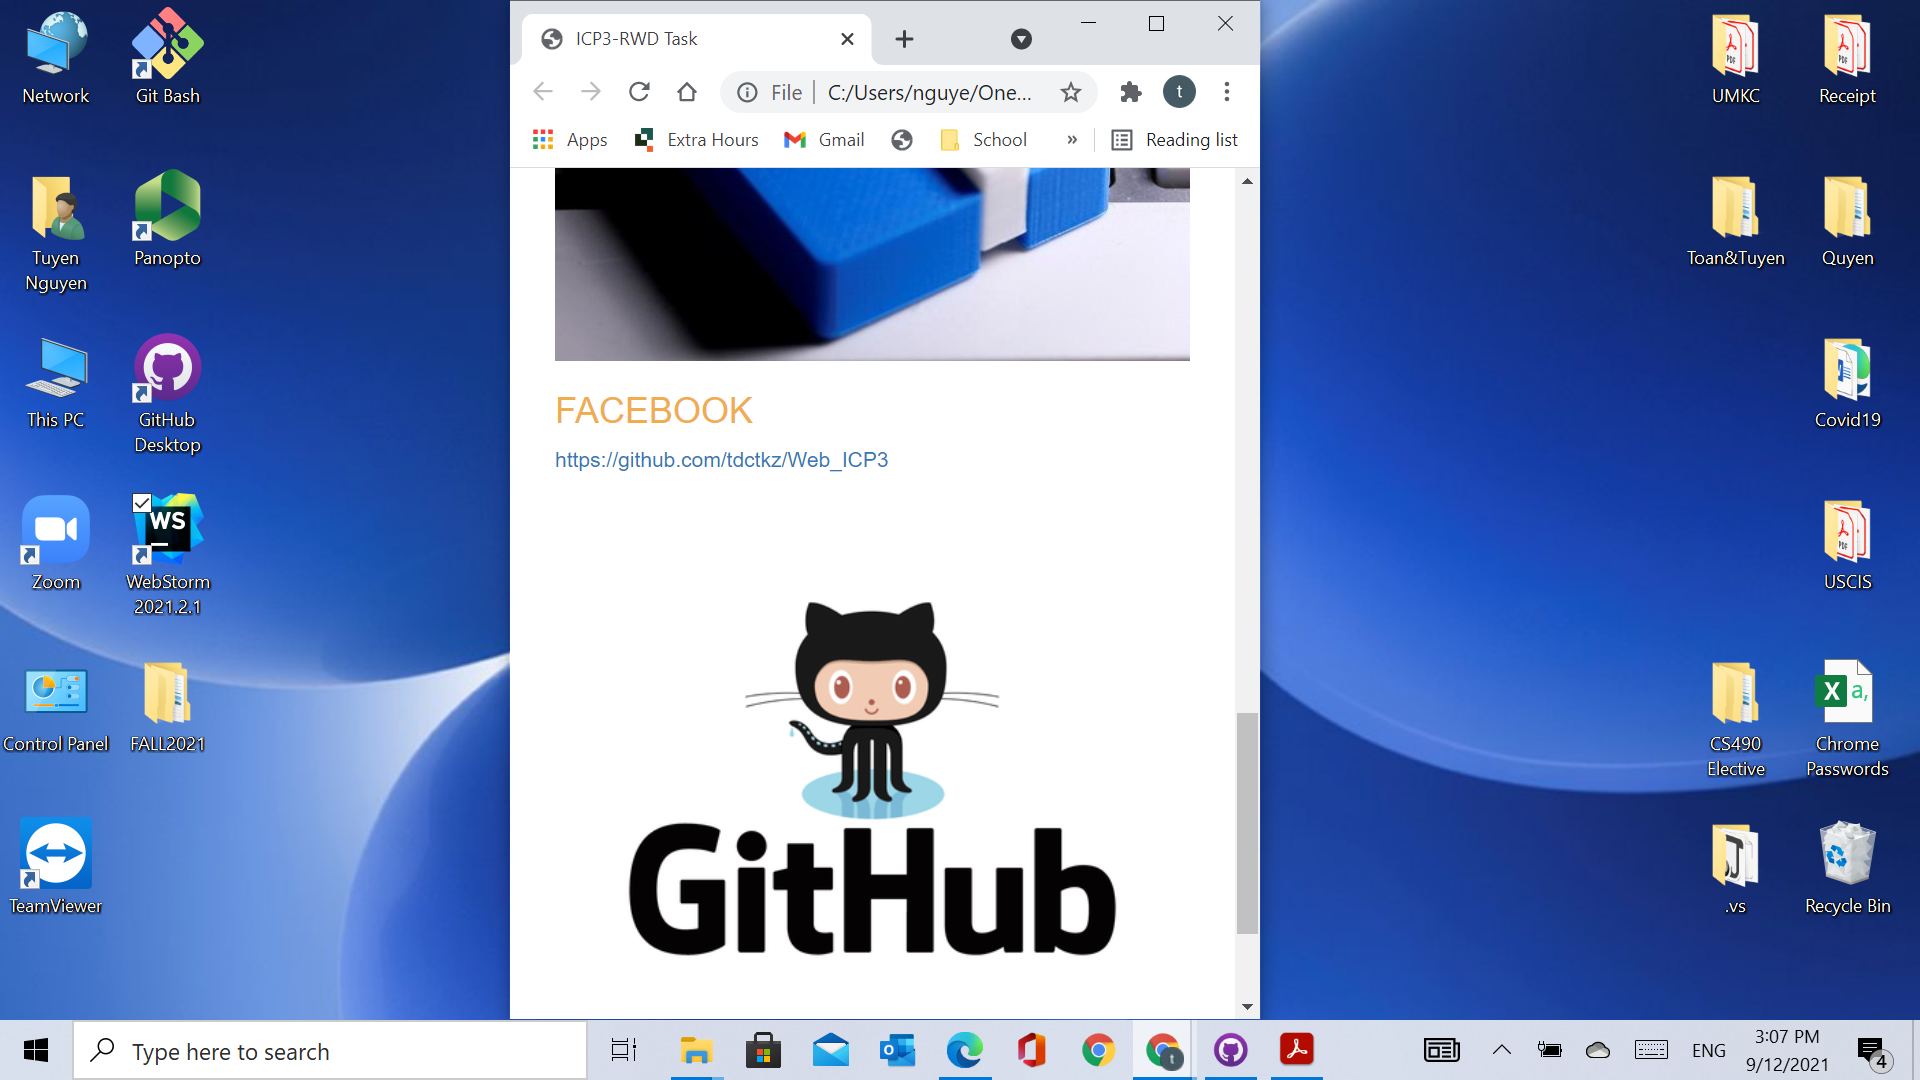 ICP3-RWD Task
File
C:/Users/nguye/One...
t
Apps
Extra Hours
Gmail
School
»
Reading list
FACEBOOK
https://github.com/tdctkz/Web_ICP3
GitHub
Network
Git Bash
Tuyen
Nguyen
Panopto
This PC
GitHub
Desktop
Zoom
WS
WebStorm
2021.2.1
Control Panel
FALL2021
TeamViewer
UMKC
Receipt
Toan&Tuyen
Quyen
Covid19
PDF
USCIS
CS490
Elective
X a,
Chrome
Passwords
.vs
Recycle Bin
Type here to search
t
ENG
3:07 PM
9/12/2021
4